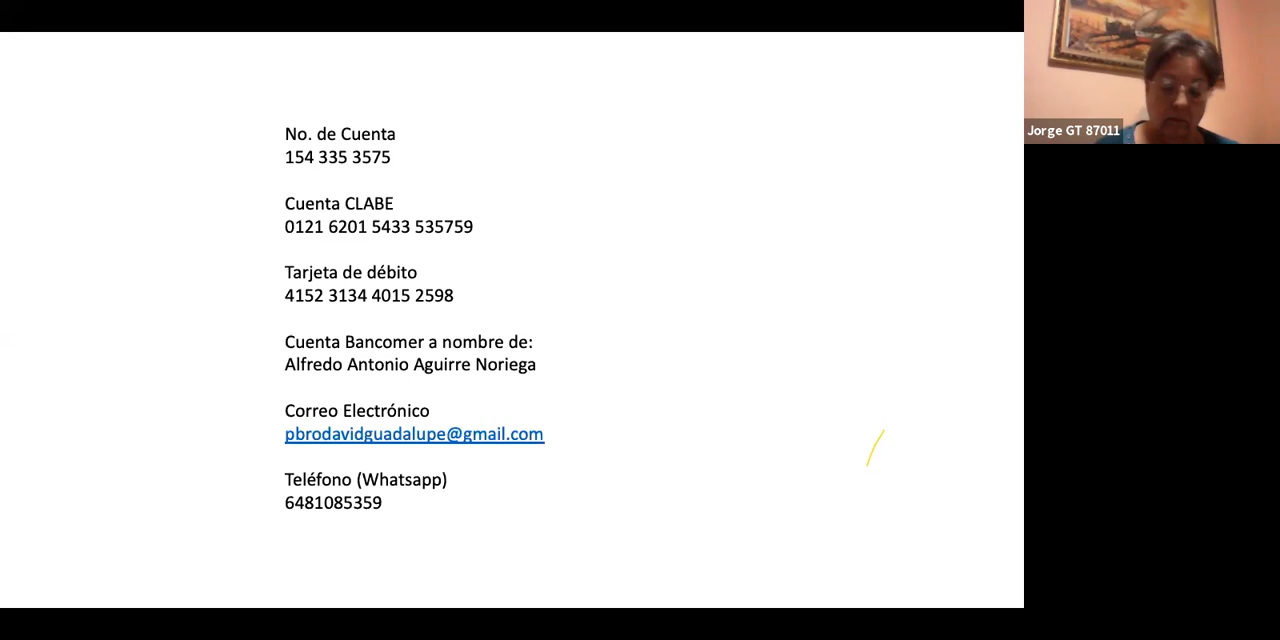 No. de Cuenta
154 335 3575
Cuenta CLABE
0121 6201 5433 535759
Tarjeta de débito
4152 3134 4015 2598
Cuenta Bancomer a nombre de:
Alfredo Antonio Aguirre Noriega
Correo Electrónico
pbrodavidguadalupe@gmail.com
Teléfono (Whatsapp)
6481085359
Jorge GT 87011